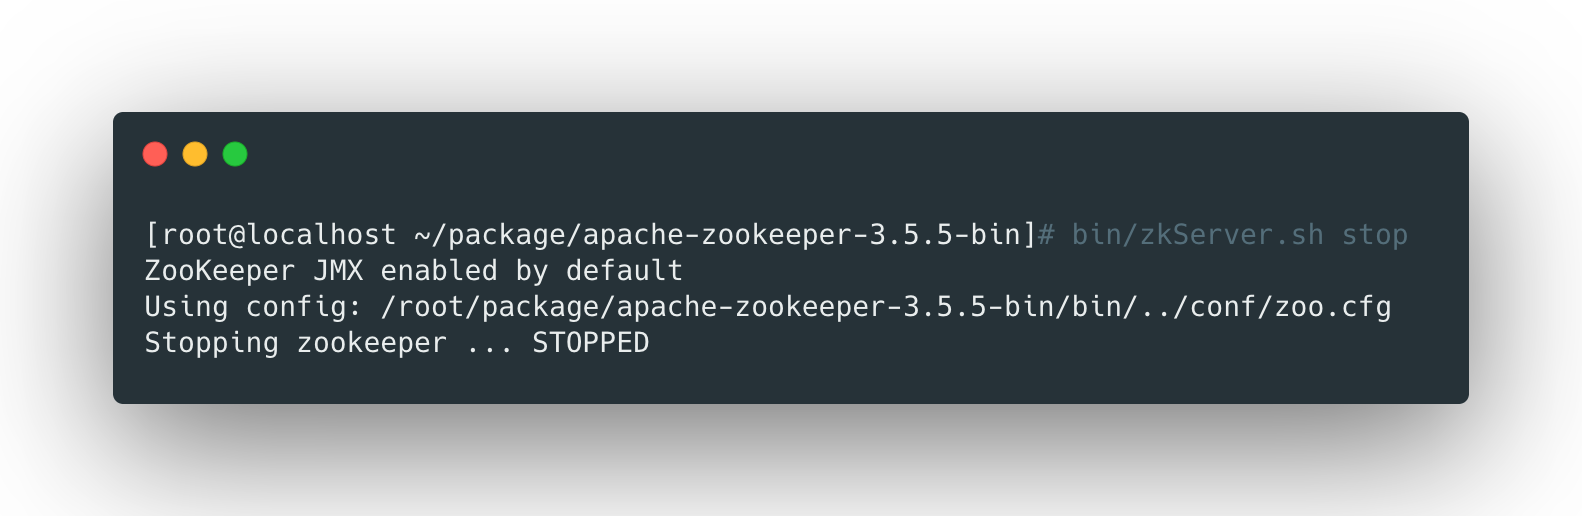 [root@localhost ~/package/apache-zookeeper-3.5.5-bin]# bin/zkServer.sh stop
ZooKeeper JMX enabled by default
Using config: /root/package/apache-zookeeper-3.5.5-bin/bin/../conf/zoo.cfg
Stopping zookeeper ... STOPPED